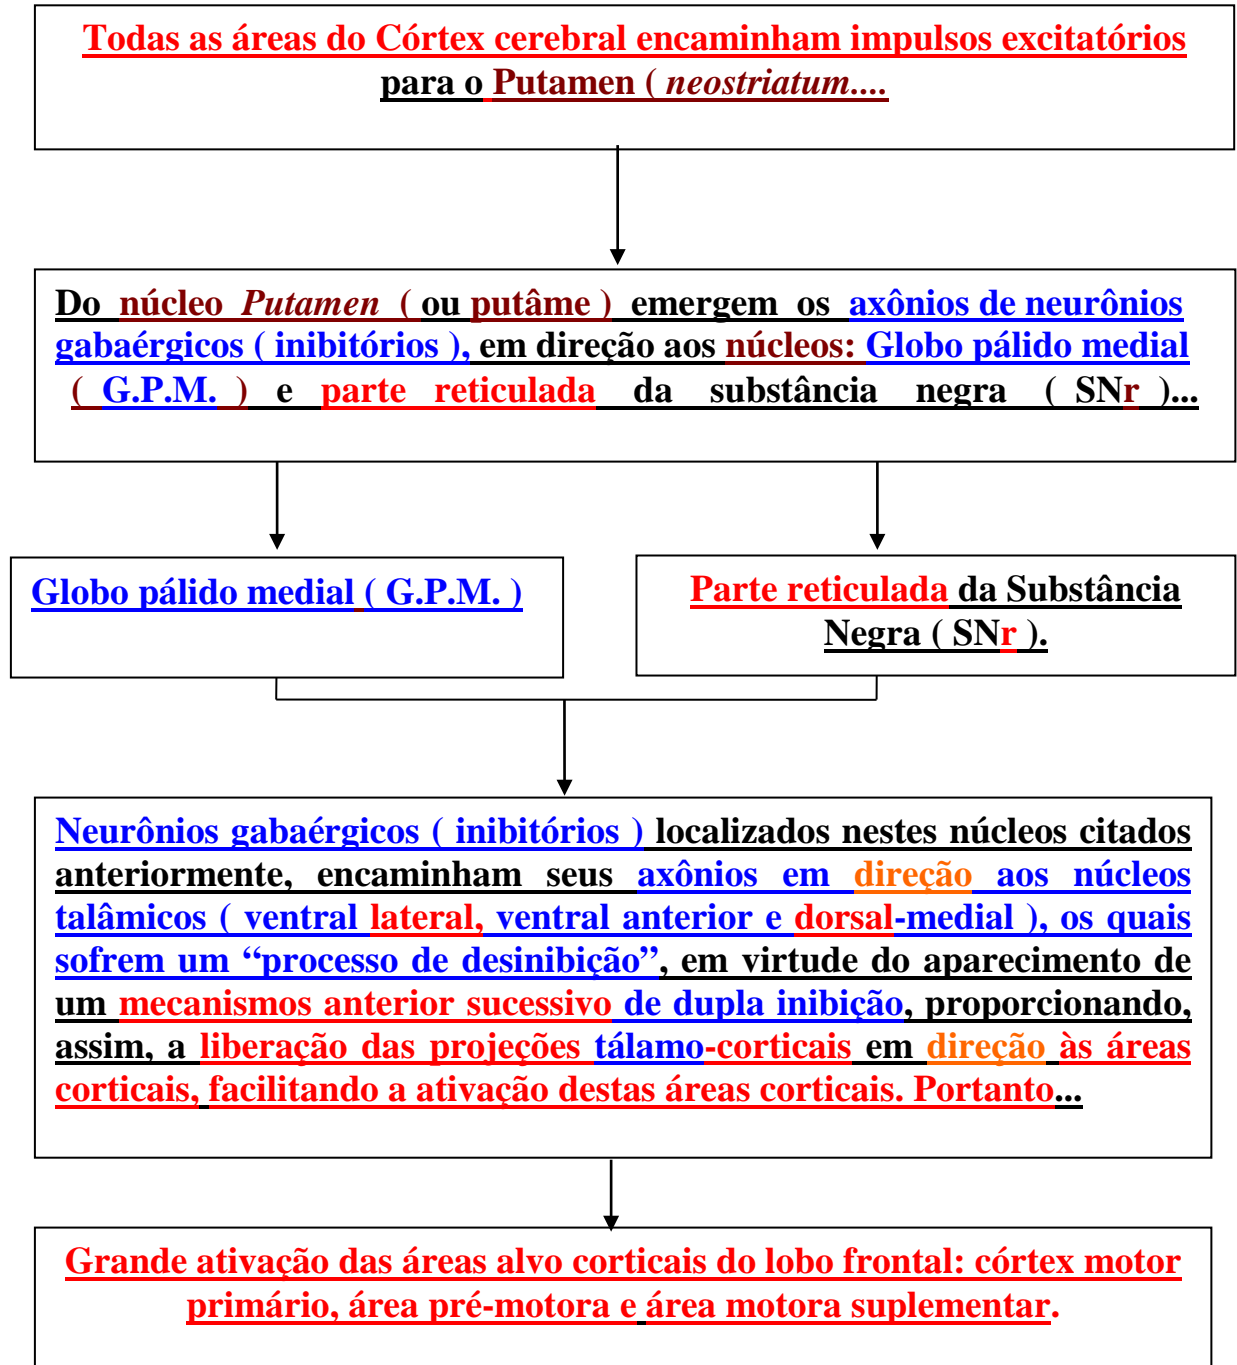 Todas as áreas do Córtex cerebral encaminham impulsos excitatórios
para o Putamen ( neostriatum....
Do núcleo Putamen ( ou putâme ) emergem os axônios de neurônios
gabaérgicos ( inibitórios ), em direção aos núcleos: Globo pálido medial
( G.P.M. ) e parte reticulada da substância negra ( SNr )...
Globo pálido medial ( G.P.M. )
Parte reticulada da Substância
Negra ( SNr ).
Neurônios gabaérgicos ( inibitórios ) localizados nestes núcleos citados
anteriormente, encaminham seus axônios em direção aos núcleos
talâmicos ( ventral lateral, ventral anterior e dorsal-medial ), os quais
sofrem um “processo de desinibição”, em virtude do aparecimento de
um mecanismos anterior sucessivo de dupla inibição, proporcionando,
assim, a liberação das projeções tálamo-corticais em direção às áreas
corticais, facilitando a ativação destas áreas corticais. Portanto...
Grande ativação das áreas alvo corticais do lobo frontal: córtex motor
primário, área pré-motora e área motora suplementar.